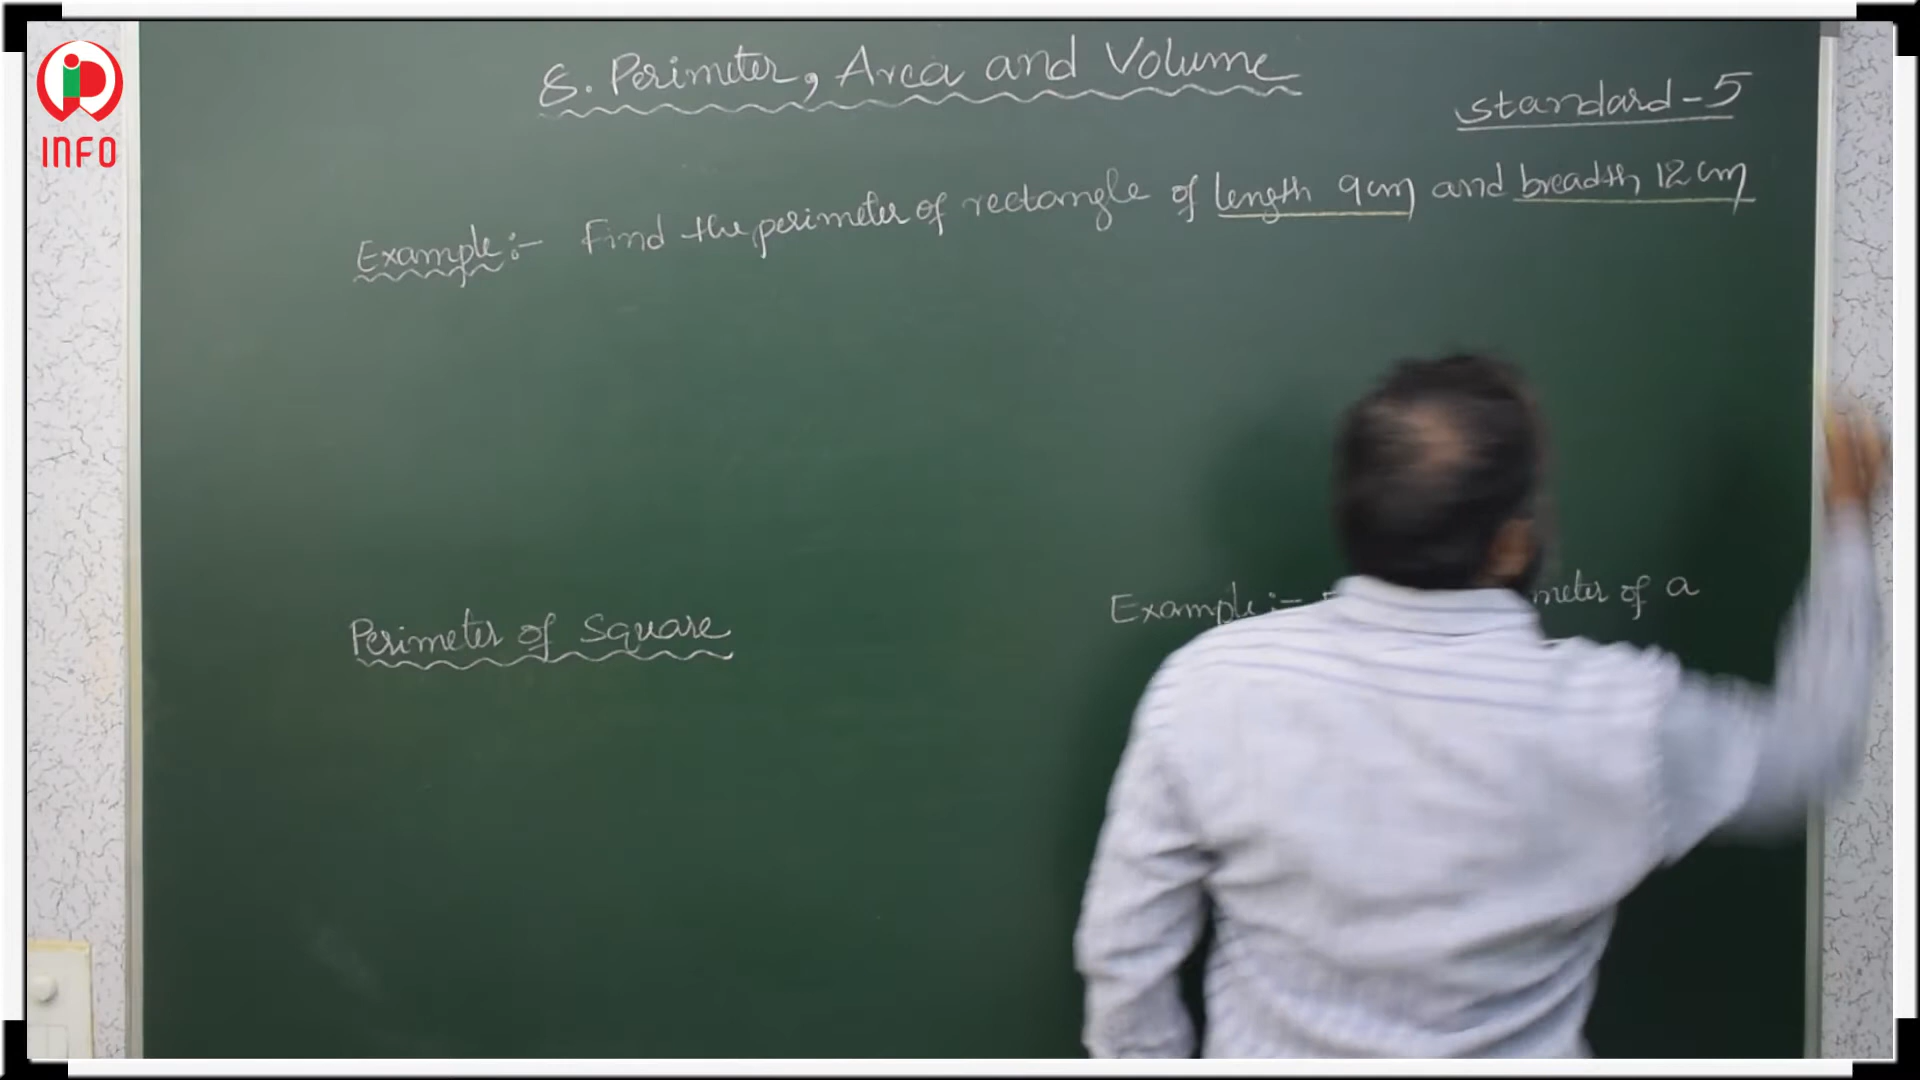 INFO
8. Perimeter, Area and Volume
Standard - 5
Example :- Find the perimeter of rectangle of length 9cm and breadth 12cm
Perimeter of Square
Example :- meter of a